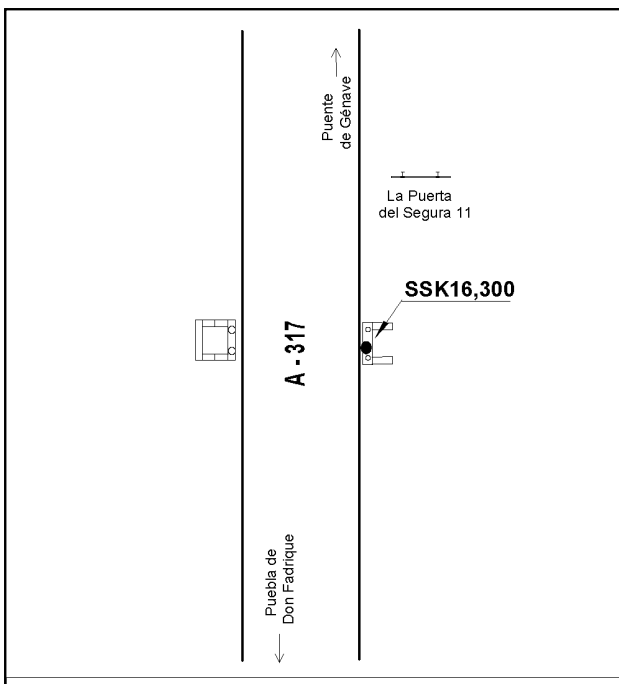 Puente
de Génave
La Puerta
del Segura 11
SSK16,300
A - 317
Puebla de
Don Fadrique